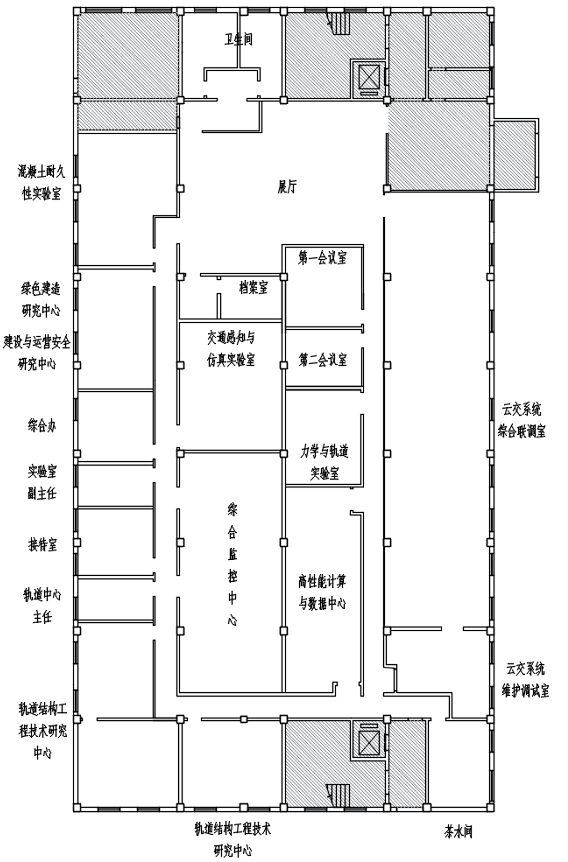 卫生间
混凝土耐久
性实验室
展厅
第一会议室
档案室
绿色建造
研究中心
建设与运营安全
研究中心
交通感知与
仿真实验室
第二会议室
综合办
云交系统
综合联调室
力学与轨道
实验室
实验室
副主任
综
合
监
控
中
心
接待室
高性能计算
与数据中心
轨道中心
主任
云交系统
维护调试室
轨道结构工
程技术研究
中心
轨道结构工程技术
研究中心
茶水间